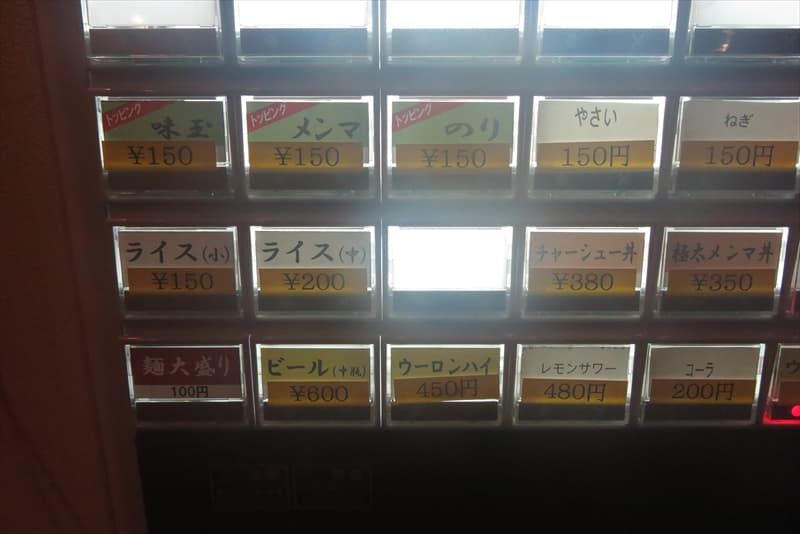 トッピング
味玉
¥150
トッピング
メンマ
¥150
トッピング
のり
¥150
やさい
150円
ねぎ
150円
ライス(小)
¥150
ライス(中)
¥200
チャーシュー丼
¥380
極太メンマ丼
¥350
麺大盛り
100円
ビール(中瓶)
¥600
ウーロンハイ
450円
レモンサワー
480円
コーラ
200円
ウ